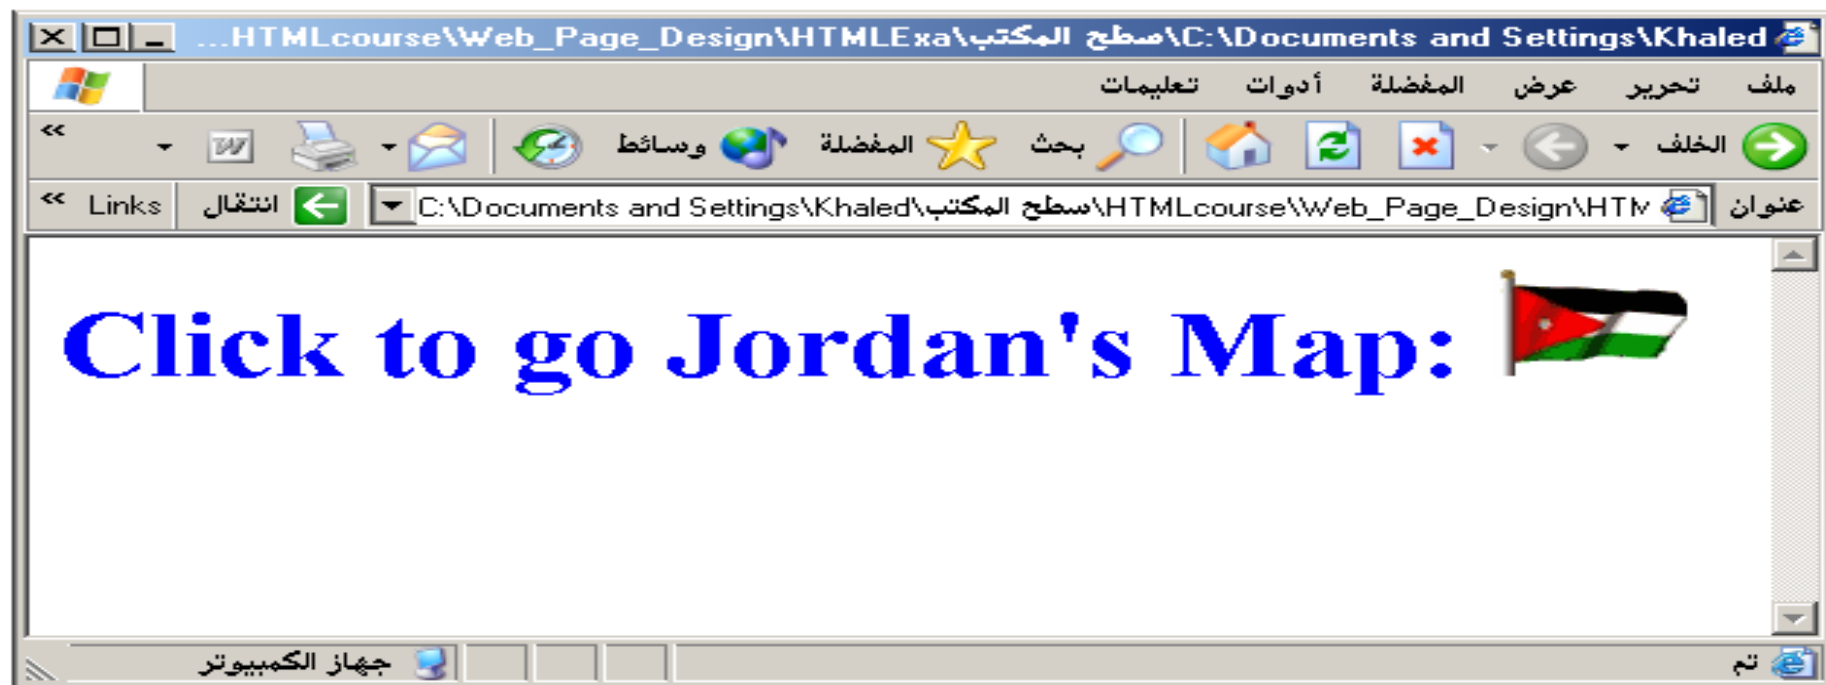 C:\Documents and Settings\Khaled\سطح المكتب\HTMLcourse\Web_Page_Design\HTMLExa...
ملف تحرير عرض المفضلة أدوات تعليمات
الخلف بحث المفضلة وسائط
عنوان C:\Documents and Settings\Khaled\سطح المكتب\HTMLcourse\Web_Page_Design\HTM انتقال Links
Click to go Jordan's Map:
تم جهاز الكمبيوتر